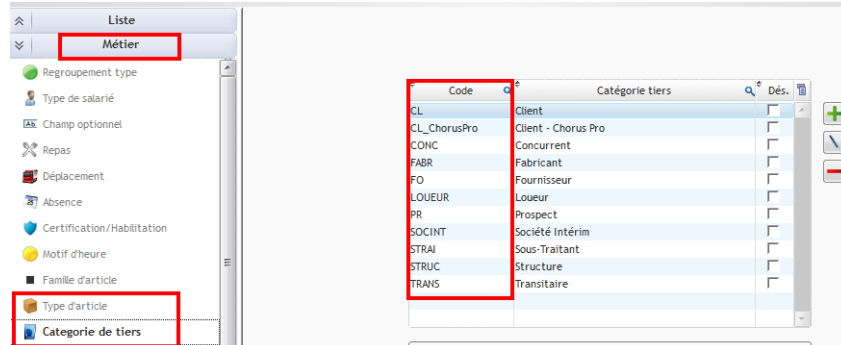 Liste
Métier
Regroupement type
Type de salarié
Ab Champ optionnel
Repas
Déplacement
Absence
Certification/Habilitation
Motif d'heure
Famille d'article
Type d'article
Categorie de tiers
Code Catégorie tiers Dés.
CL Client
CL_ChorusPro Client - Chorus Pro
CONC Concurrent
FABR Fabricant
FO Fournisseur
LOUEUR Loueur
PR Prospect
SOCINT Société Intérim
STRAI Sous-Traitant
STRUC Structure
TRANS Transitaire